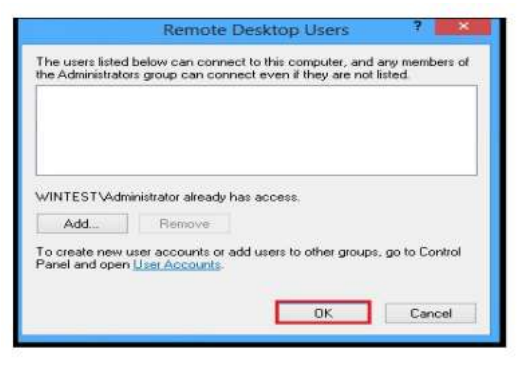 Remote Desktop Users
? ×
The users listed below can connect to this computer, and any members of
the Administrators group can connect even if they are not listed.
WINTEST\Administrator already has access.
Add... Remove
To create new user accounts or add users to other groups, go to Control
Panel and open User Accounts.
OK Cancel